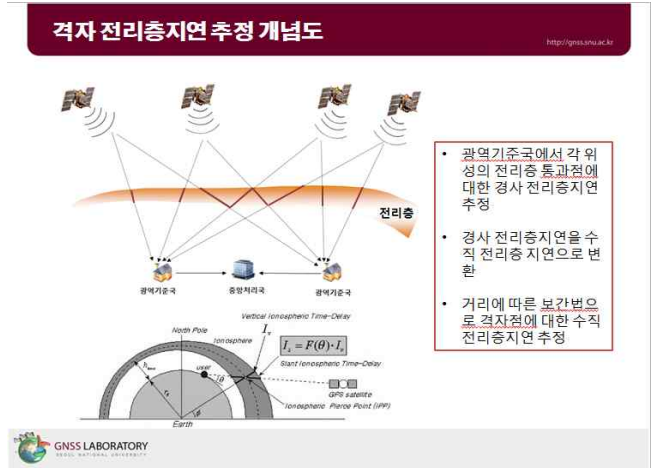 격자 전리층지연 추정 개념도
http://gnss.snu.ac.kr
전리층
광역기준국
중앙처리국
광역기준국
• 광역기준국에서 각 위
성의 전리층 통과점에
대한 경사 전리층지연
추정
• 경사 전리층지연을 수
직 전리층 지연으로 변
환
• 거리에 따른 보간법으
로 격자점에 대한 수직
전리층지연 추정
Vertical Ionospheric Time-Delay
North Pole
Ionosphere
I_v
I_s = F(θ)·I_v
Slant Ionospheric Time-Delay
user
θ
r_e
GPS satellite
Ionospheric Pierce Point (IPP)
φ
Earth
GNSS LABORATORY
SEOUL NATIONAL UNIVERSITY